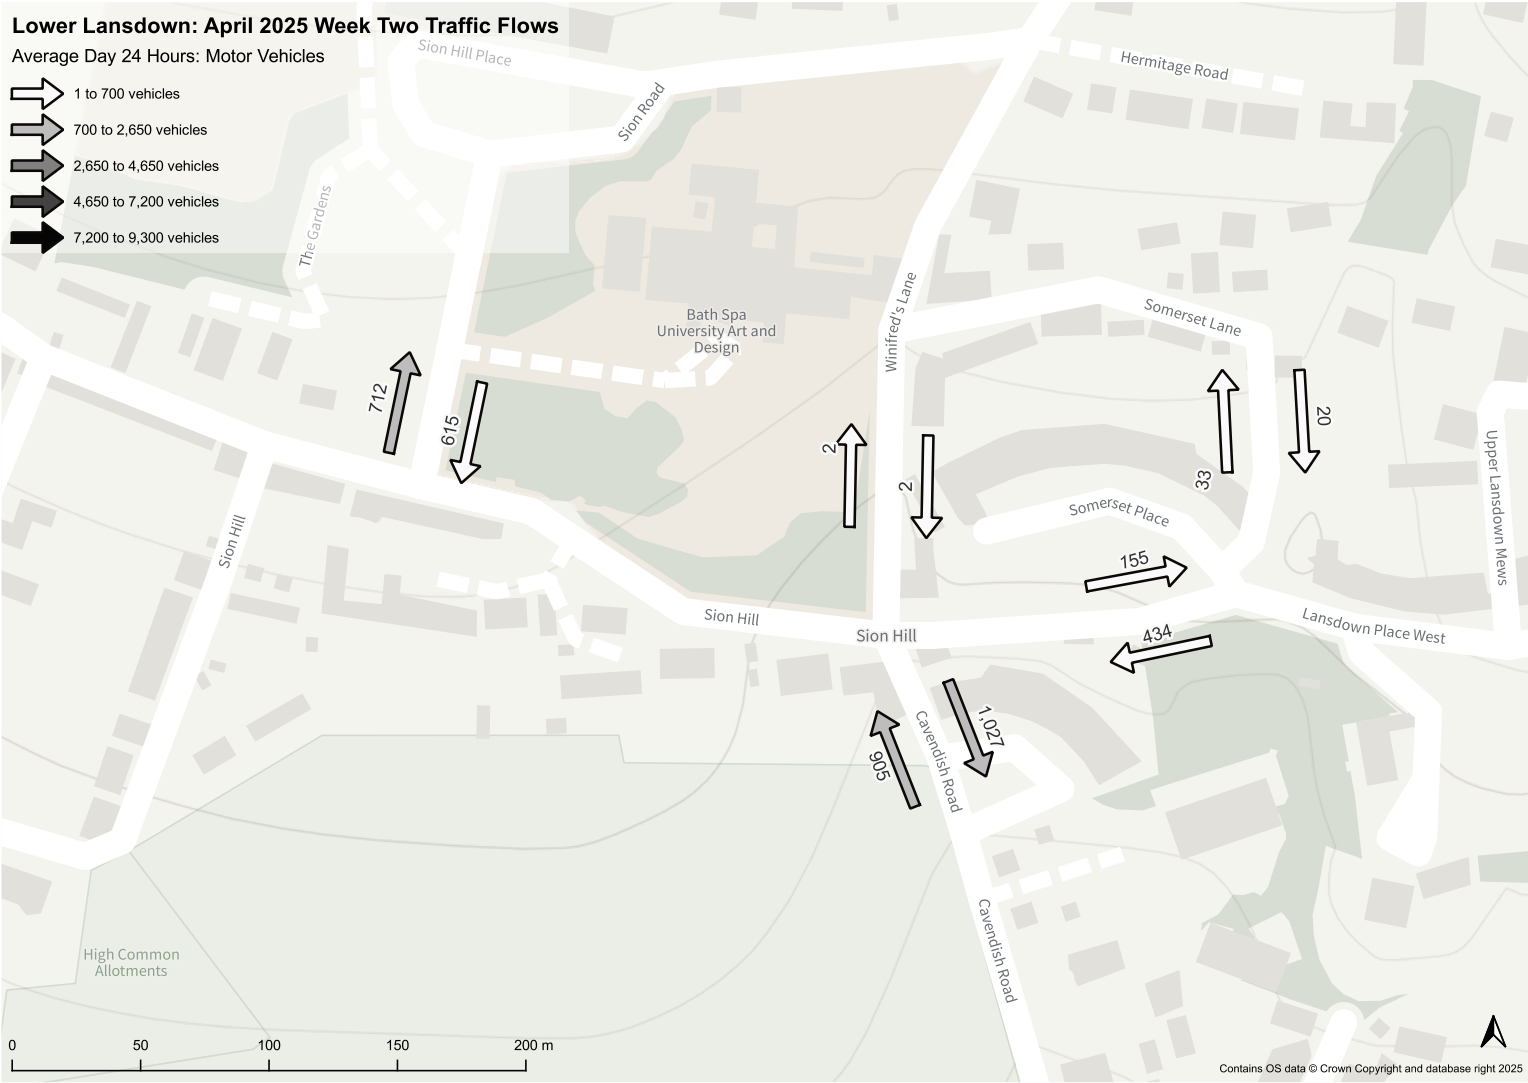 Lower Lansdown: April 2025 Week Two Traffic Flows
Average Day 24 Hours: Motor Vehicles
1 to 700 vehicles
700 to 2,650 vehicles
2,650 to 4,650 vehicles
4,650 to 7,200 vehicles
7,200 to 9,300 vehicles
Sion Hill Place
Sion Road
Hermitage Road
The Gardens
Winifred's Lane
Somerset Lane
Bath Spa
University Art and
Design
712
615
2
2
33
20
Upper Lansdown Mews
Somerset Place
Sion Hill
155
Sion Hill
Sion Hill
434
Lansdown Place West
905
1,027
Cavendish Road
Cavendish Road
High Common
Allotments
0
50
100
150
200 m
Contains OS data © Crown Copyright and database right 2025